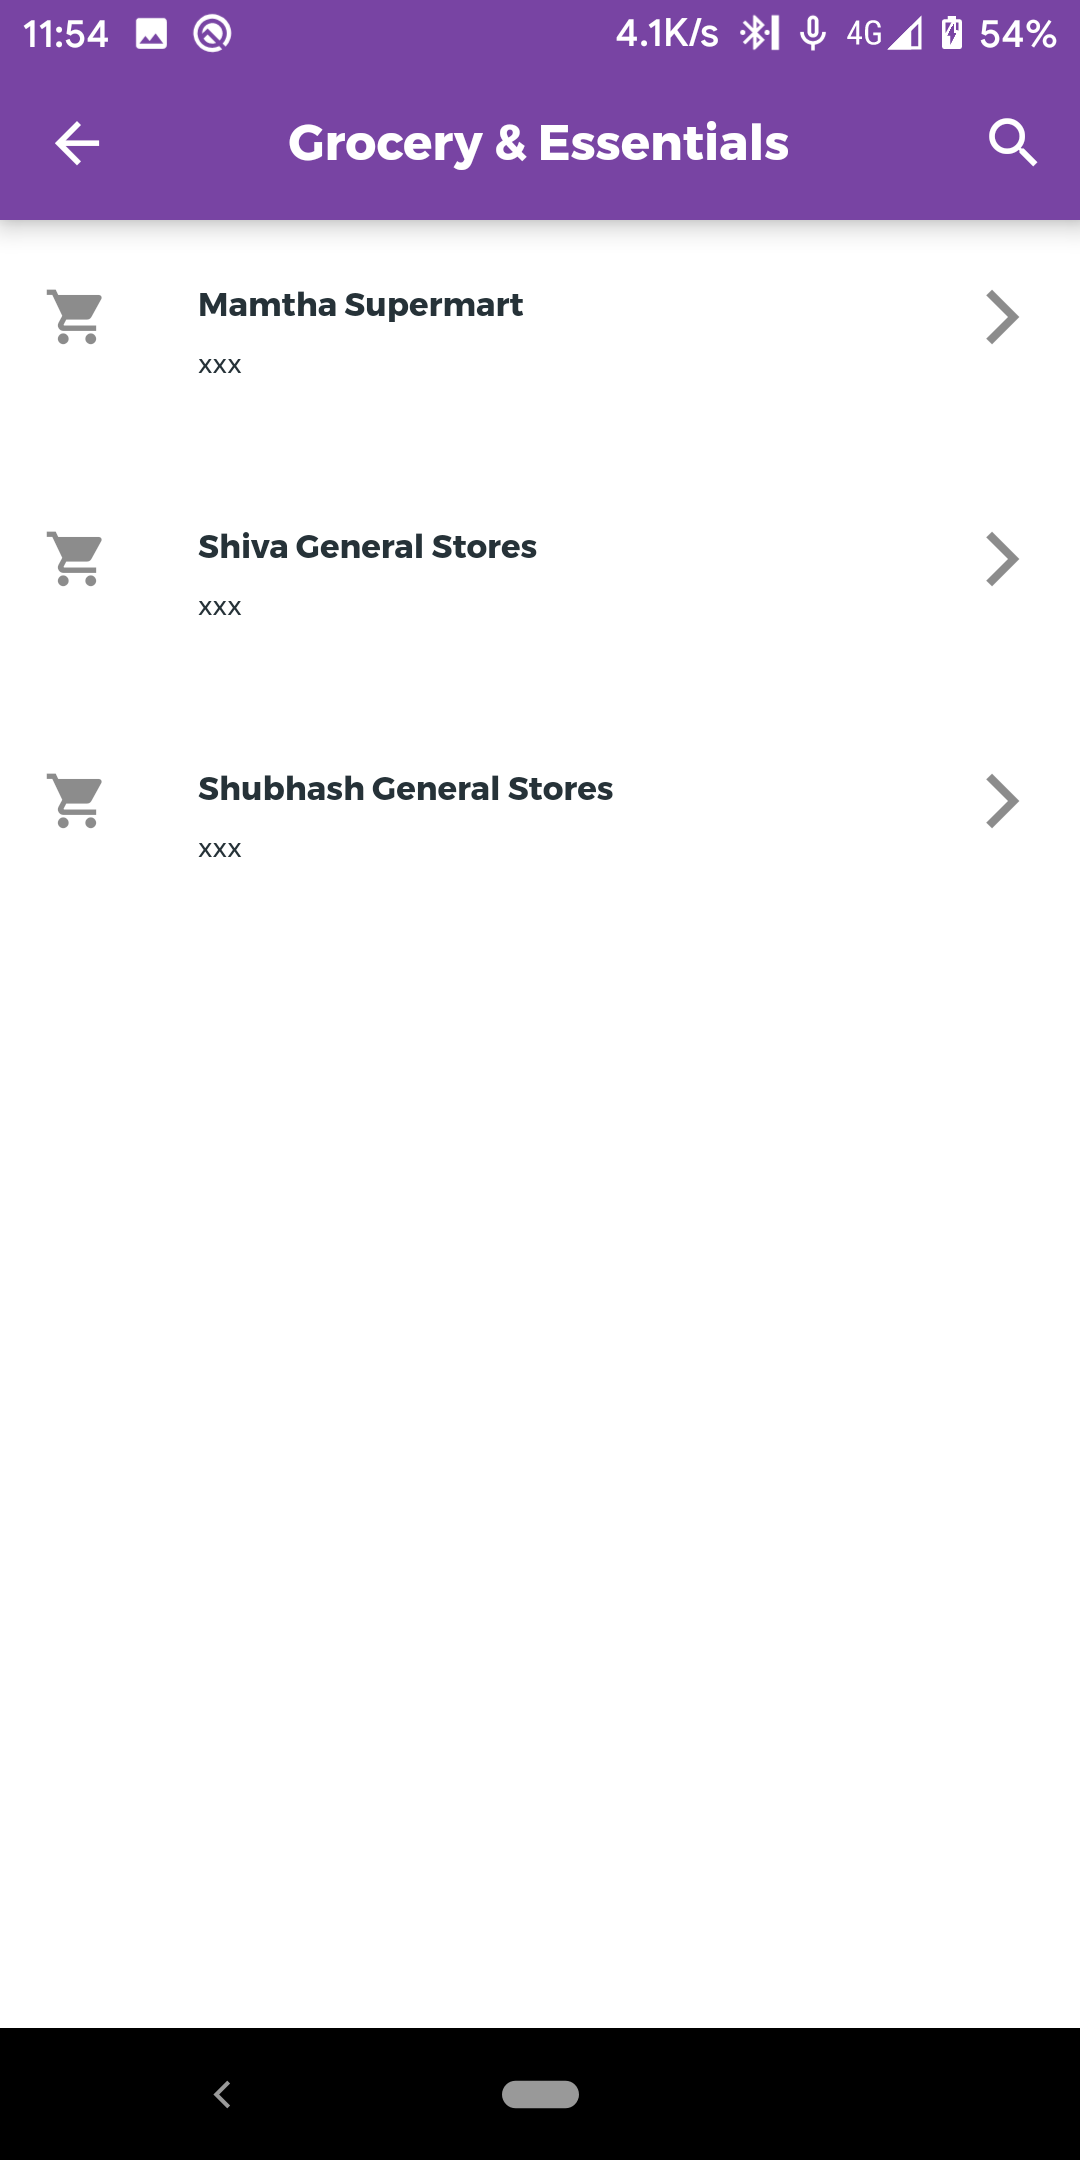 11:54 4.1K/s 4G 54%
Grocery & Essentials
Mamtha Supermart
xxx
Shiva General Stores
xxx
Shubhash General Stores
xxx